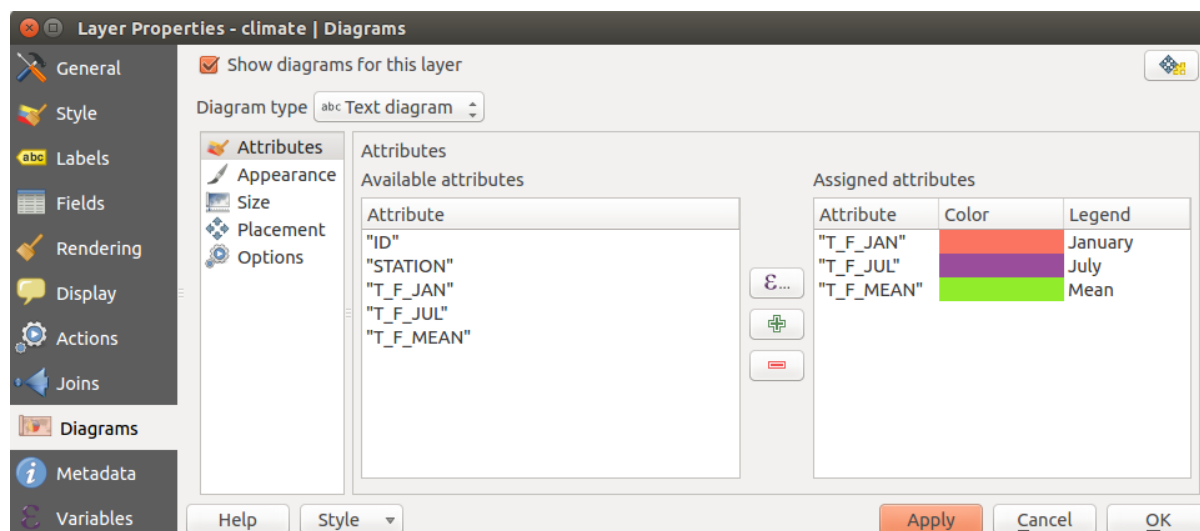 Layer Properties - climate | Diagrams
General
Style
abc Labels
Fields
Rendering
Display
Actions
Joins
Diagrams
i Metadata
ε Variables
Show diagrams for this layer
Diagram type abc Text diagram
Attributes
Appearance
Size
Placement
Options
Attributes
Available attributes
Attribute
"ID"
"STATION"
"T_F_JAN"
"T_F_JUL"
"T_F_MEAN"
ε...
Assigned attributes
Attribute Color Legend
"T_F_JAN" January
"T_F_JUL" July
"T_F_MEAN" Mean
Help Style Apply Cancel OK